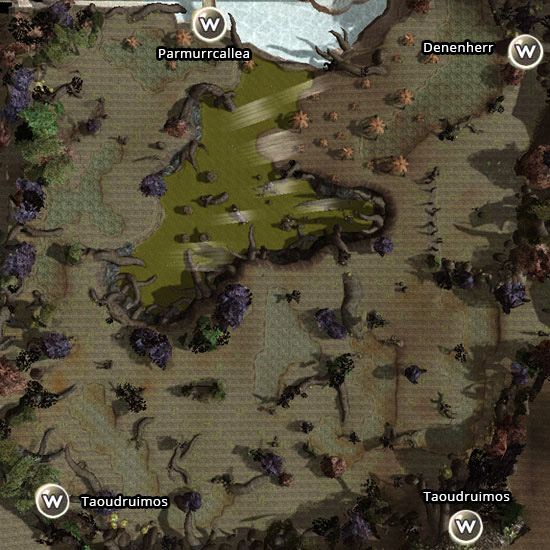 W
Parmurrcallea
Denenherr
W
W
Taoudruimos
Taoudruimos
W